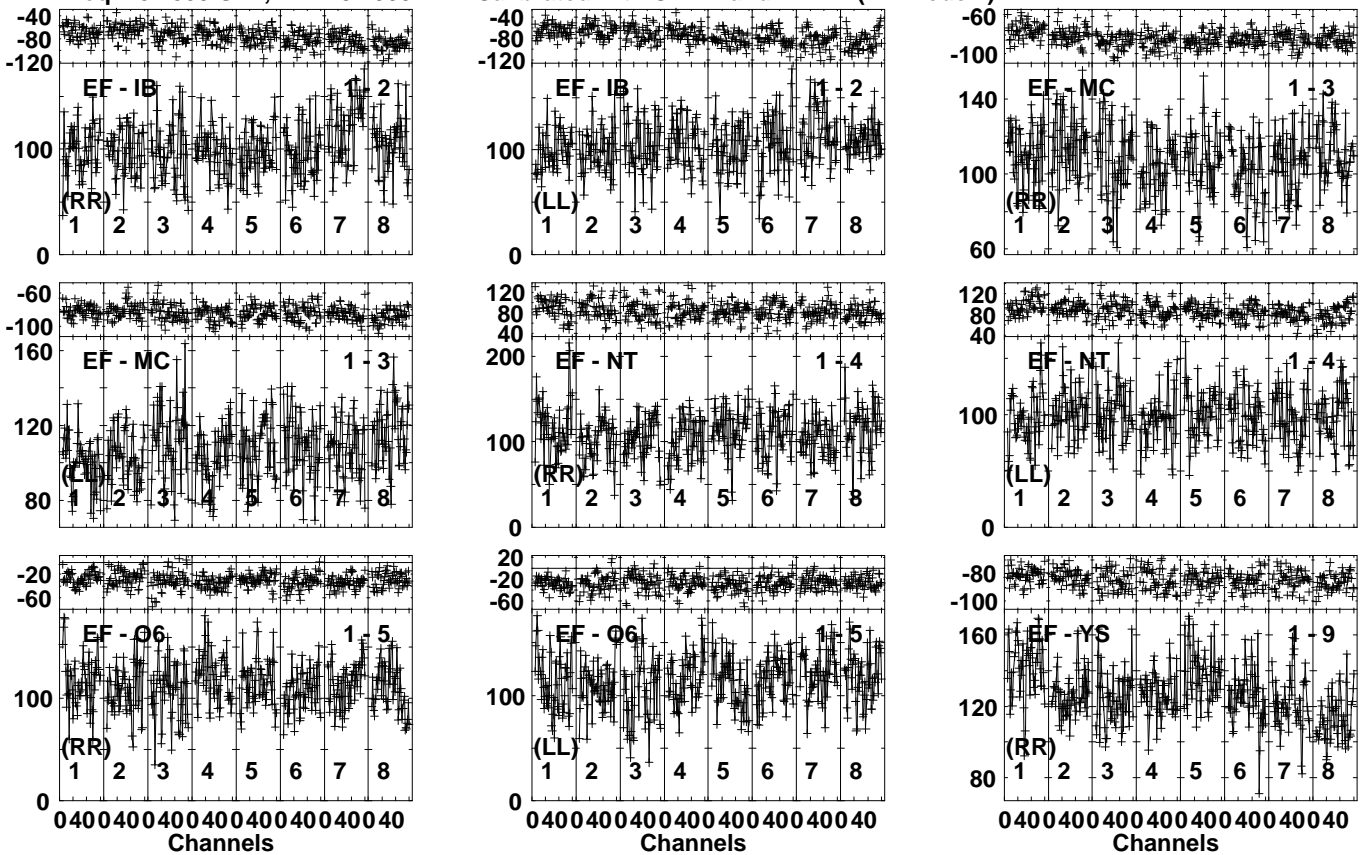 -40
-80
-120
EF - IB 1 - 2
100
(RR)
1 2 3 4 5 6 7 8
0
-40
-80
-120
EF - IB 1 - 2
100
(LL)
1 2 3 4 5 6 7 8
0
-60
-100
EF - MC 1 - 3
140
100
(RR)
1 2 3 4 5 6 7 8
60
-60
-100
160
EF - MC 1 - 3
120
(LL)
80 1 2 3 4 5 6 7 8
120
80
40
200
EF - NT 1 - 4
100
(RR)
1 2 3 4 5 6 7 8
0
120
80
40
EF - NT 1 - 4
100
(LL)
1 2 3 4 5 6 7 8
0
-20
-60
EF - O6 1 - 5
100
(RR)
1 2 3 4 5 6 7 8
0
0 40 0 40 0 40 0 40 0 40 0 40 0 40 0 40
Channels
20
-20
-60
EF - O6 1 - 5
100
(LL)
1 2 3 4 5 6 7 8
0
0 40 0 40 0 40 0 40 0 40 0 40 0 40 0 40
Channels
-80
-100
160
EF - YS 1 - 9
120
(RR)
1 2 3 4 5 6 7 8
80
0 40 0 40 0 40 0 40 0 40 0 40 0 40 0 40
Channels